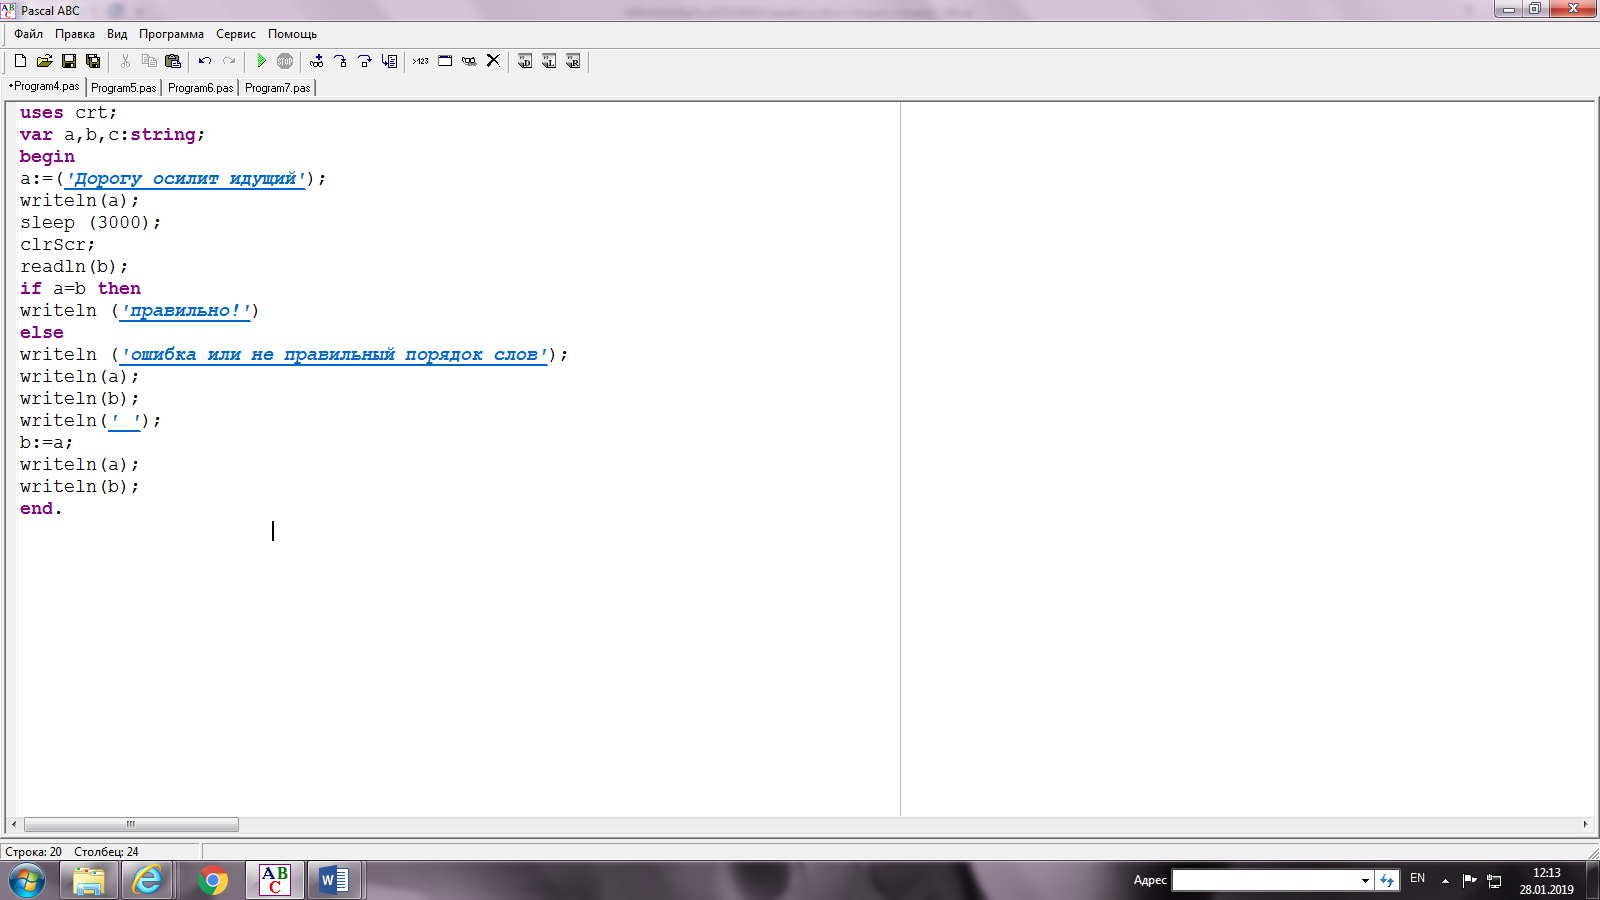 Pascal ABC
Файл Правка Вид Программа Сервис Помощь
STOP >123 D L R
•Program4.pas Program5.pas Program6.pas Program7.pas
uses crt;
var a,b,c:string;
begin
a:=('Дорогу осилит идущий');
writeln(a);
sleep (3000);
clrScr;
readln(b);
if a=b then
writeln ('правильно!')
else
writeln ('ошибка или не правильный порядок слов');
writeln(a);
writeln(b);
writeln(' ');
b:=a;
writeln(a);
writeln(b);
end.
Строка: 20 Столбец: 24
AB C W Адрес EN 12:13
28.01.2019